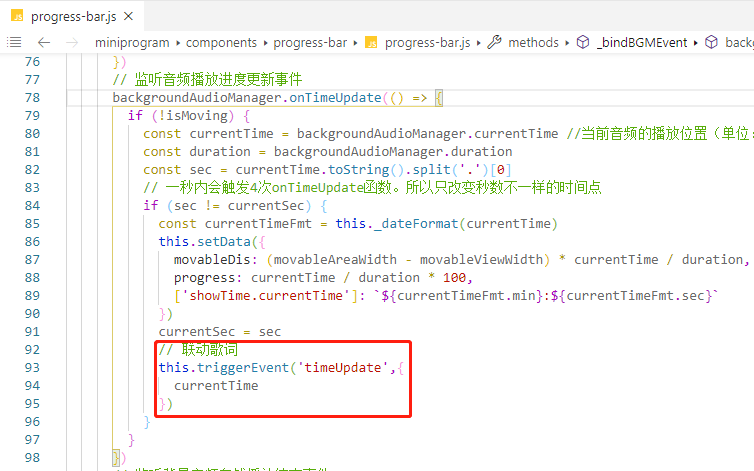 JS progress-bar.js ×
miniprogram > components > progress-bar > JS progress-bar.js > methods > _bindBGMEvent > back
76 })
77 // 监听音频播放进度更新事件
78 backgroundAudioManager.onTimeUpdate(() => {
79 if (!isMoving) {
80 const currentTime = backgroundAudioManager.currentTime //当前音频的播放位置（单位
81 const duration = backgroundAudioManager.duration
82 const sec = currentTime.toString().split('.')[0]
83 // 一秒内会触发4次onTimeUpdate函数。所以只改变秒数不一样的时间点
84 if (sec != currentSec) {
85 const currentTimeFmt = this._dateFormat(currentTime)
86 this.setData({
87 movableDis: (movableAreaWidth - movableViewWidth) * currentTime / duration,
88 progress: currentTime / duration * 100,
89 ['showTime.currentTime']: `${currentTimeFmt.min}:${currentTimeFmt.sec}`
90 })
91 currentSec = sec
92 // 联动歌词
93 this.triggerEvent('timeUpdate',{
94 currentTime
95 })
96 }
97 }
98 })